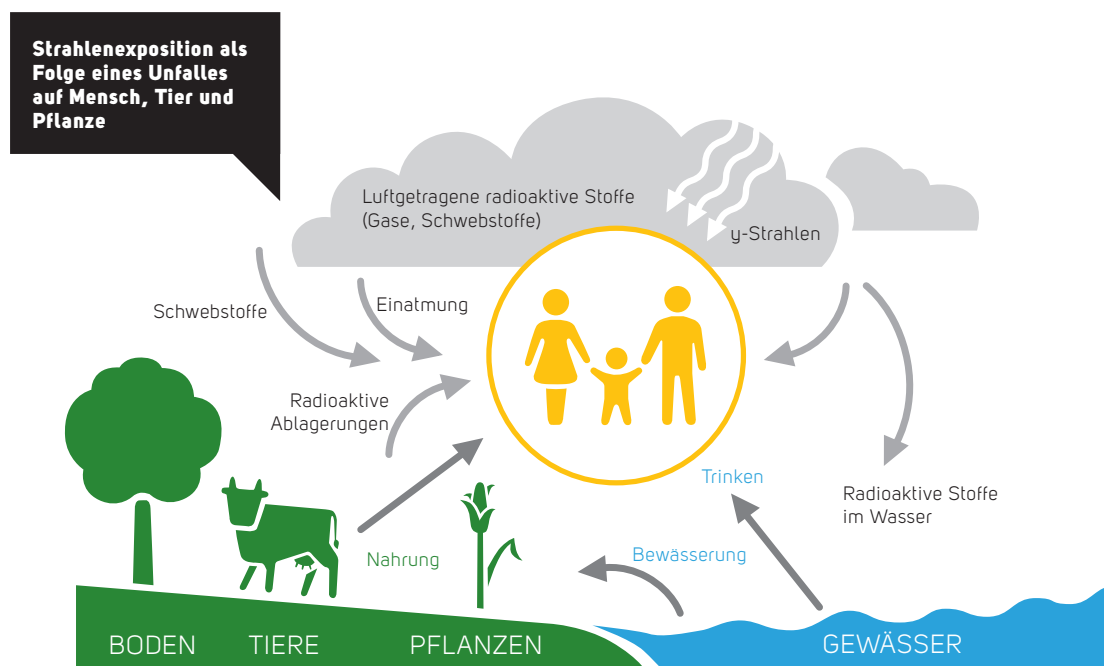 Strahlenexposition als
Folge eines Unfalles
auf Mensch, Tier und
Pflanze
Luftgetragene radioaktive Stoffe
(Gase, Schwebstoffe)
y-Strahlen
Schwebstoffe
Einatmung
Radioaktive
Ablagerungen
Trinken
Radioaktive Stoffe
im Wasser
Nahrung
Bewässerung
BODEN
TIERE
PFLANZEN
GEWÄSSER